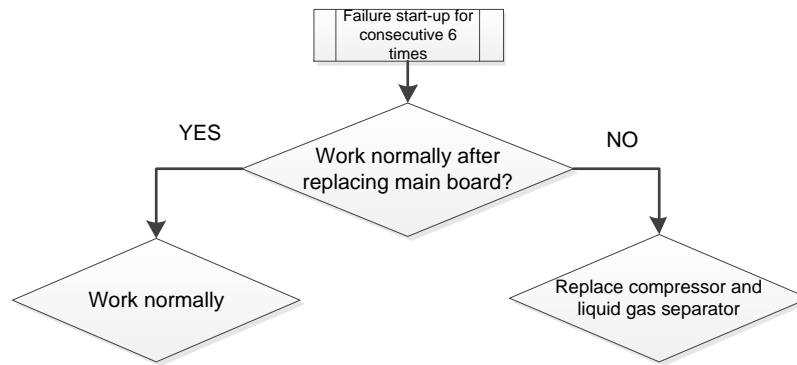 Failure start-up for
consecutive 6
times
YES
NO
Work normally after
replacing main board?
Work normally
Replace compressor and
liquid gas separator